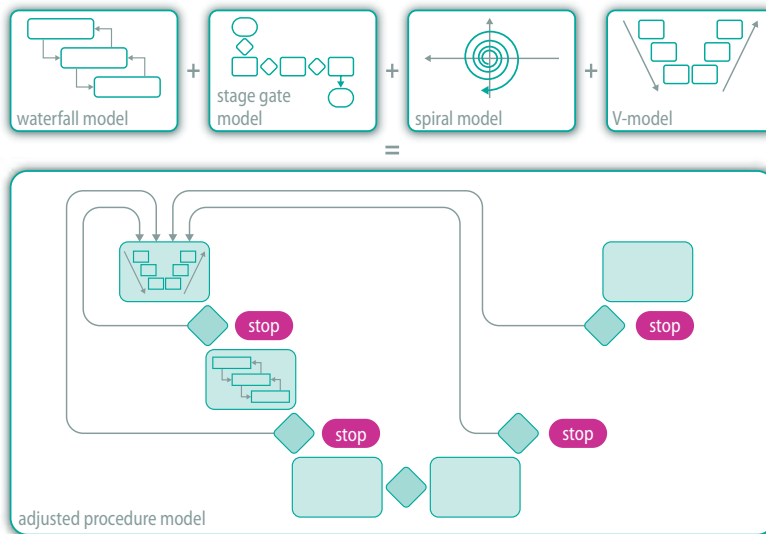 waterfall model
+
stage gate
model
+
spiral model
+
V-model
=
stop
stop
stop
stop
adjusted procedure model